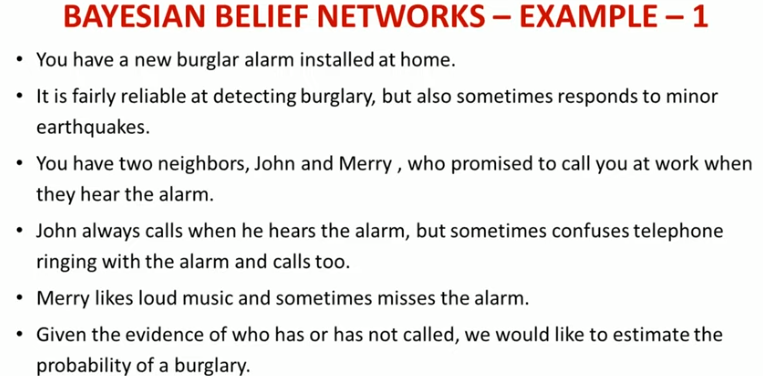 BAYESIAN BELIEF NETWORKS – EXAMPLE – 1
• You have a new burglar alarm installed at home.
• It is fairly reliable at detecting burglary, but also sometimes responds to minor
earthquakes.
• You have two neighbors, John and Merry , who promised to call you at work when
they hear the alarm.
• John always calls when he hears the alarm, but sometimes confuses telephone
ringing with the alarm and calls too.
• Merry likes loud music and sometimes misses the alarm.
• Given the evidence of who has or has not called, we would like to estimate the
probability of a burglary.